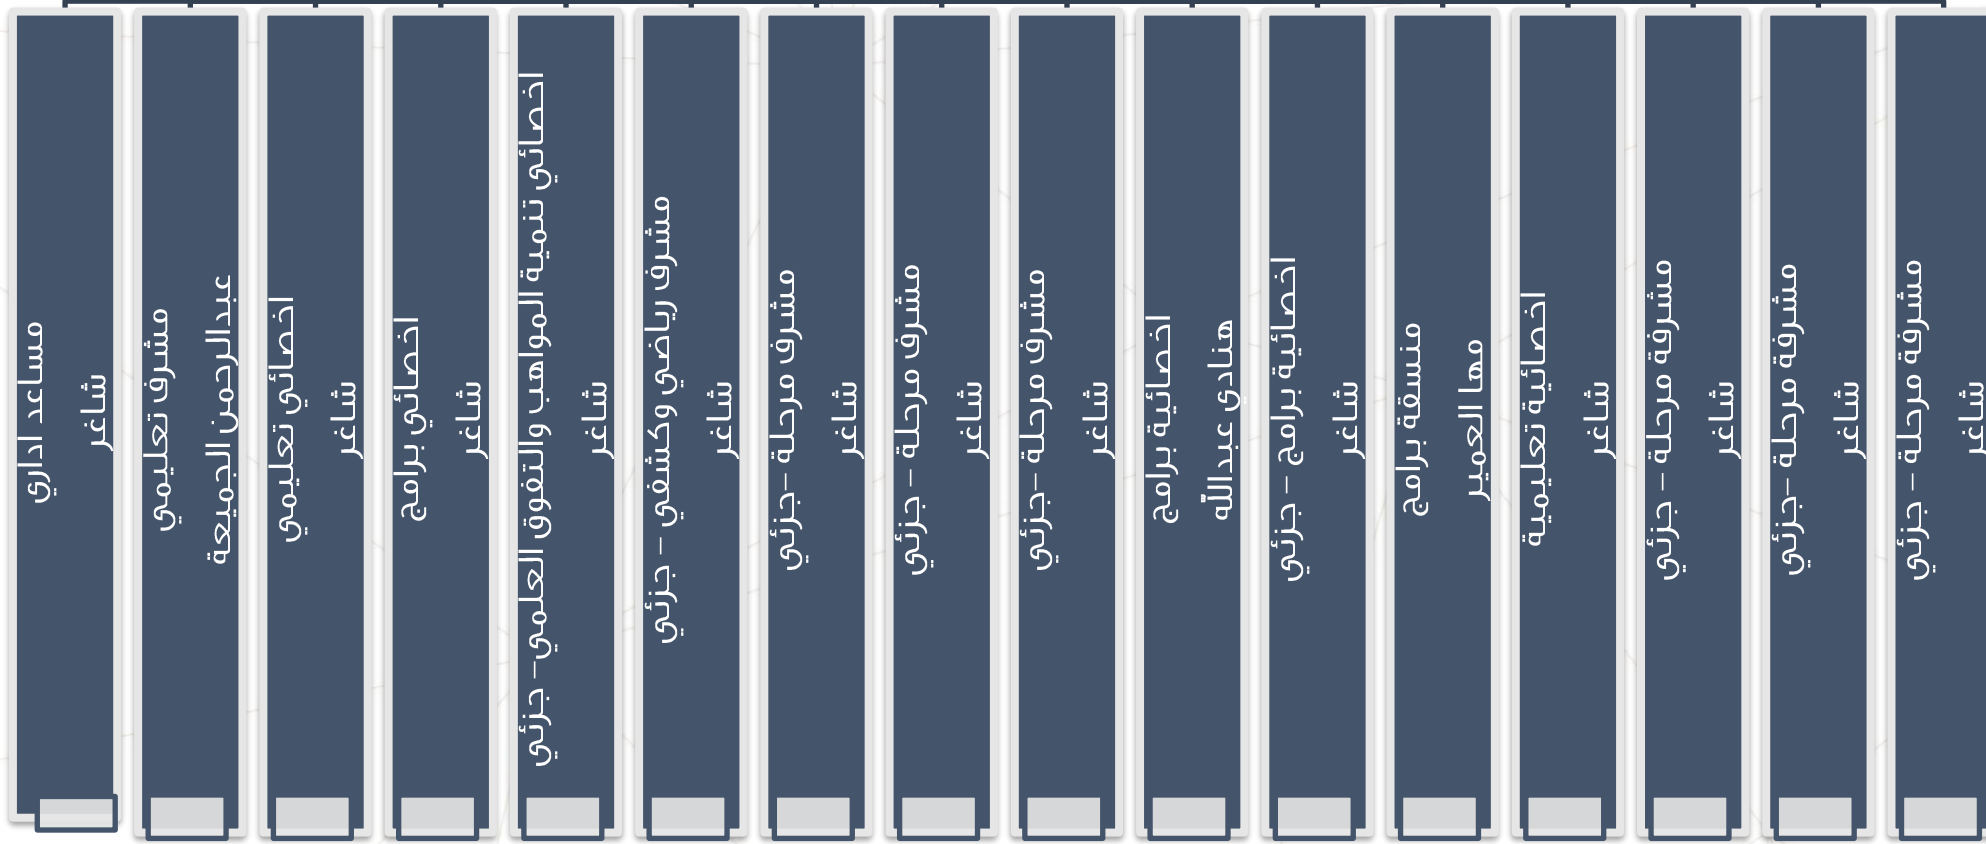 مساعد اداري
شاغر
مشرف تعليمي
عبدالرحمن الجميعة
اخصائي تعليمي
شاغر
اخصائي برامج
شاغر
اخصائي تنمية المواهب والتفوق العلمي– جزئي
شاغر
مشرف رياضي وكشفي – جزئي
شاغر
مشرف مرحلة –جزئي
شاغر
مشرف مرحلة – جزئي
شاغر
مشرف مرحلة –جزئي
شاغر
اخصائية برامج
هنادي عبدالله
اخصائية برامج – جزئي
شاغر
منسقة برامج
مها العمير
اخصائية تعليمية
شاغر
مشرفة مرحلة – جزئي
شاغر
مشرفة مرحلة –جزئي
شاغر
مشرفة مرحلة – جزئي
شاغر